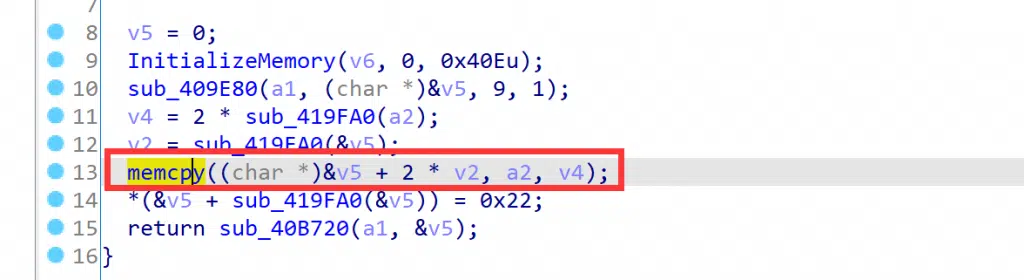 7
8 v5 = 0;
9 InitializeMemory(v6, 0, 0x40Eu);
10 sub_409E80(a1, (char *)&v5, 9, 1);
11 v4 = 2 * sub_419FA0(a2);
12 v2 = sub_419FA0(&v5);
13 memcpy((char *)&v5 + 2 * v2, a2, v4);
14 *(&v5 + sub_419FA0(&v5)) = 0x22;
15 return sub_40B720(a1, &v5);
16 }